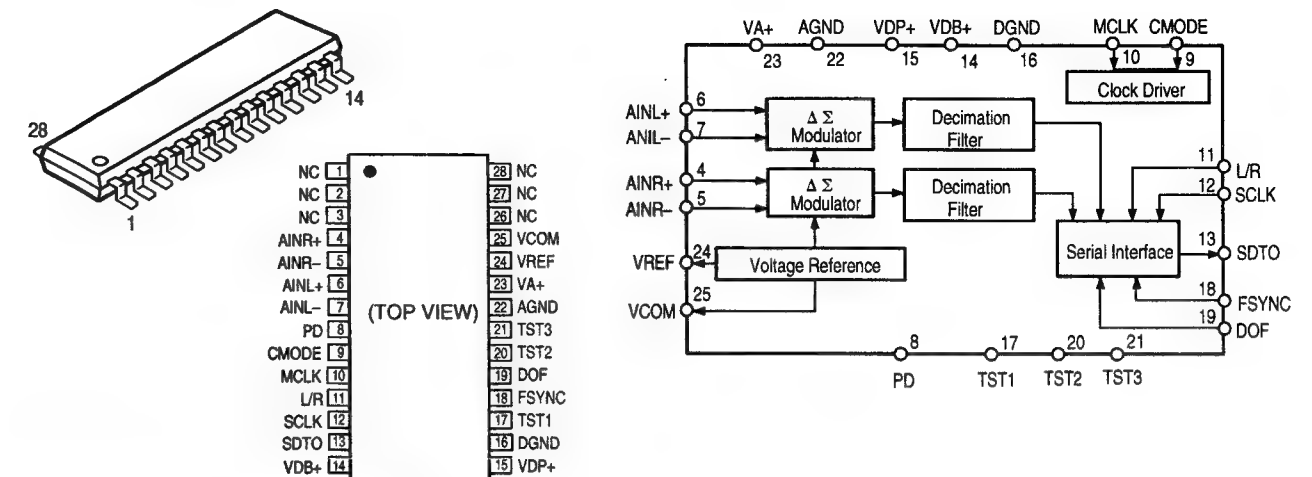 28
14
1
NC 1
NC 2
NC 3
AINR+ 4
AINR– 5
AINL+ 6
AINL– 7
PD 8
CMODE 9
MCLK 10
L/R 11
SCLK 12
SDTO 13
VDB+ 14
(TOP VIEW)
28 NC
27 NC
26 NC
25 VCOM
24 VREF
23 VA+
22 AGND
21 TST3
20 TST2
19 DOF
18 FSYNC
17 TST1
16 DGND
15 VDP+
VA+ AGND VDP+ VDB+ DGND MCLK CMODE
23 22 15 14 16 10 9
Clock Driver
AINL+ 6
ANIL– 7
Δ Σ
Modulator
Decimation
Filter
AINR+ 4
AINR– 5
Δ Σ
Modulator
Decimation
Filter
11 L/R
12 SCLK
Serial Interface
13 SDTO
VREF 24
Voltage Reference
18 FSYNC
VCOM 25
19 DOF
8 17 20 21
PD TST1 TST2 TST3